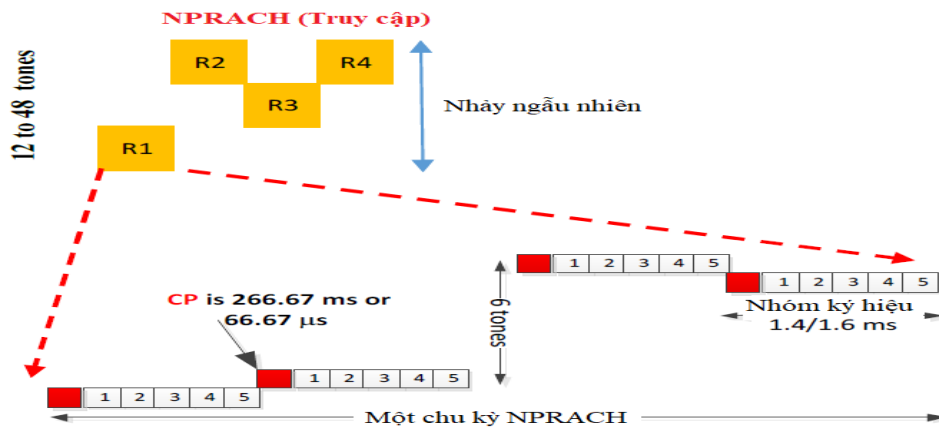 NPRACH (Truy cập)
12 to 48 tones
R2
R4
R3
R1
Nhảy ngẫu nhiên
1 2 3 4 5
1 2 3 4 5
CP is 266.67 ms or
66.67 μs
6 tones
Nhóm ký hiệu
1.4/1.6 ms
1 2 3 4 5
1 2 3 4 5
Một chu kỳ NPRACH